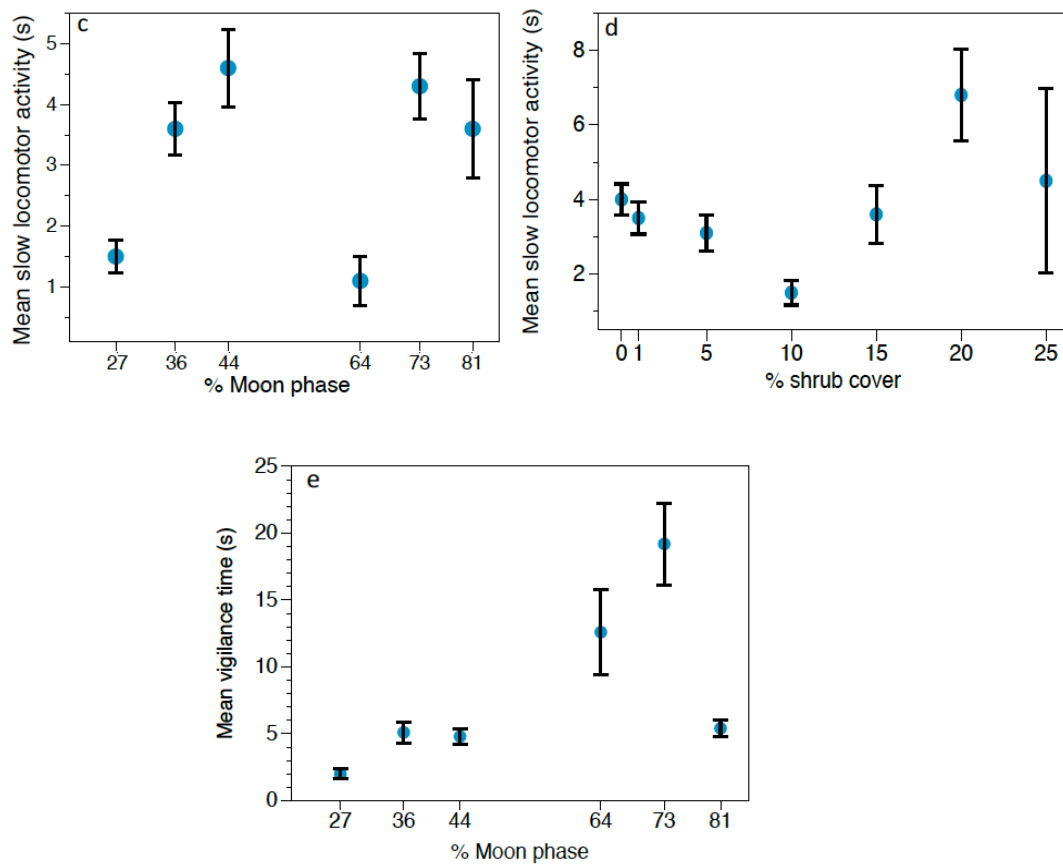 c
Mean slow locomotor activity (s)
5
4
3
2
1
27 36 44 64 73 81
% Moon phase
d
Mean slow locomotor activity (s)
8
6
4
2
0 1 5 10 15 20 25
% shrub cover
e
Mean vigilance time (s)
25
20
15
10
5
0
27 36 44 64 73 81
% Moon phase